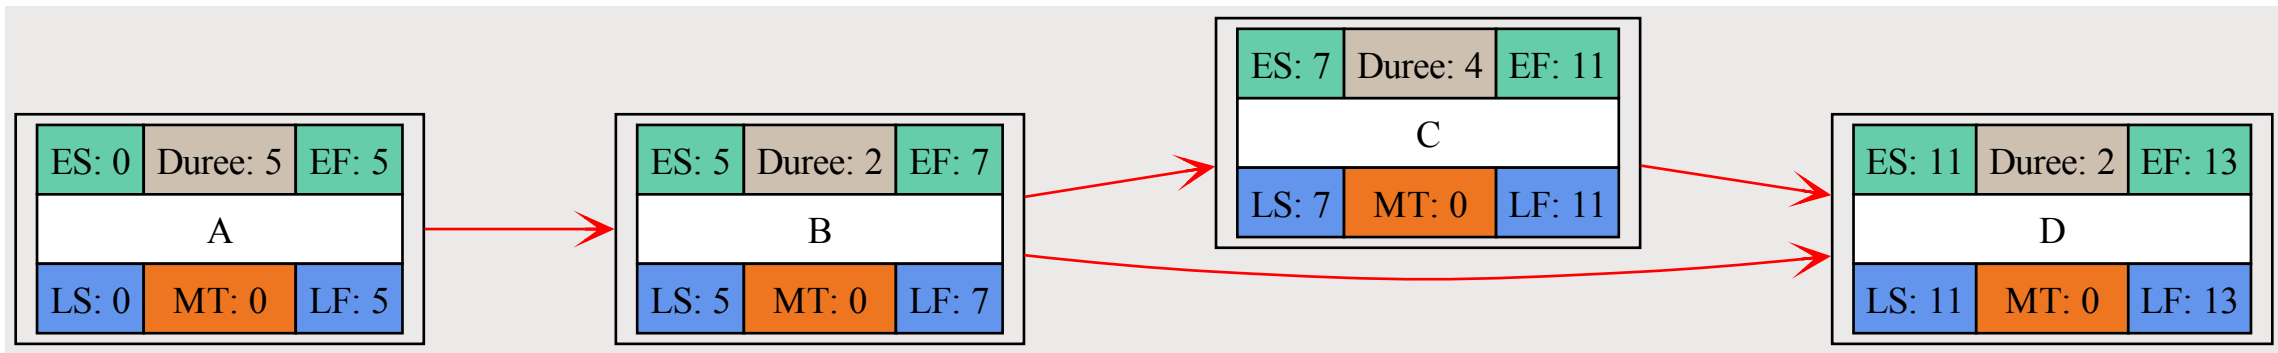 ES: 0 Duree: 5 EF: 5
A
LS: 0 MT: 0 LF: 5
ES: 5 Duree: 2 EF: 7
B
LS: 5 MT: 0 LF: 7
ES: 7 Duree: 4 EF: 11
C
LS: 7 MT: 0 LF: 11
ES: 11 Duree: 2 EF: 13
D
LS: 11 MT: 0 LF: 13